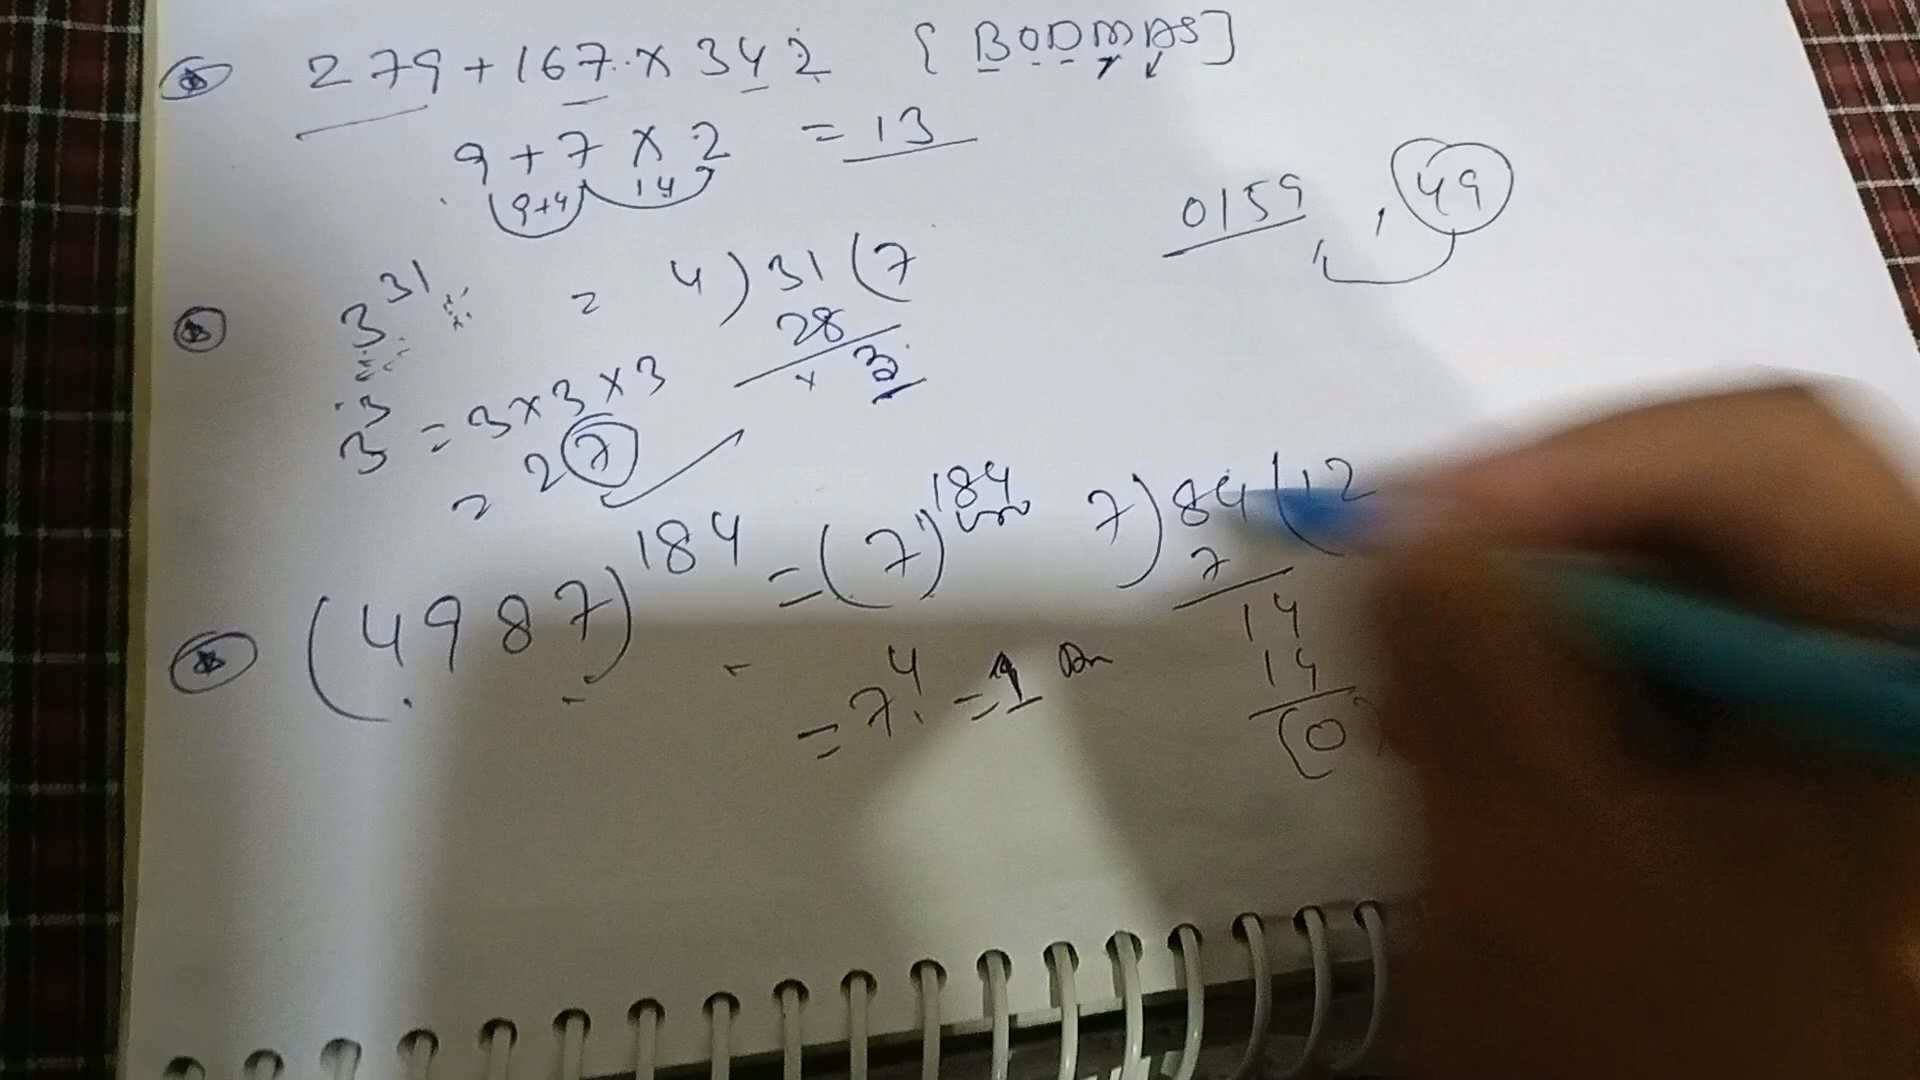 279 + 167 × 342 { BODMAS ]
9 + 7 × 2 = 13
9+4 14
0159 , 49
3^31 = 4 ) 31 ( 7
28
× 3
3^3 = 3×3×3
= 27
(4987)^184 = (7)^184 7 ) 84 ( 12
7
14
= 7^4 = 1 14
(0)